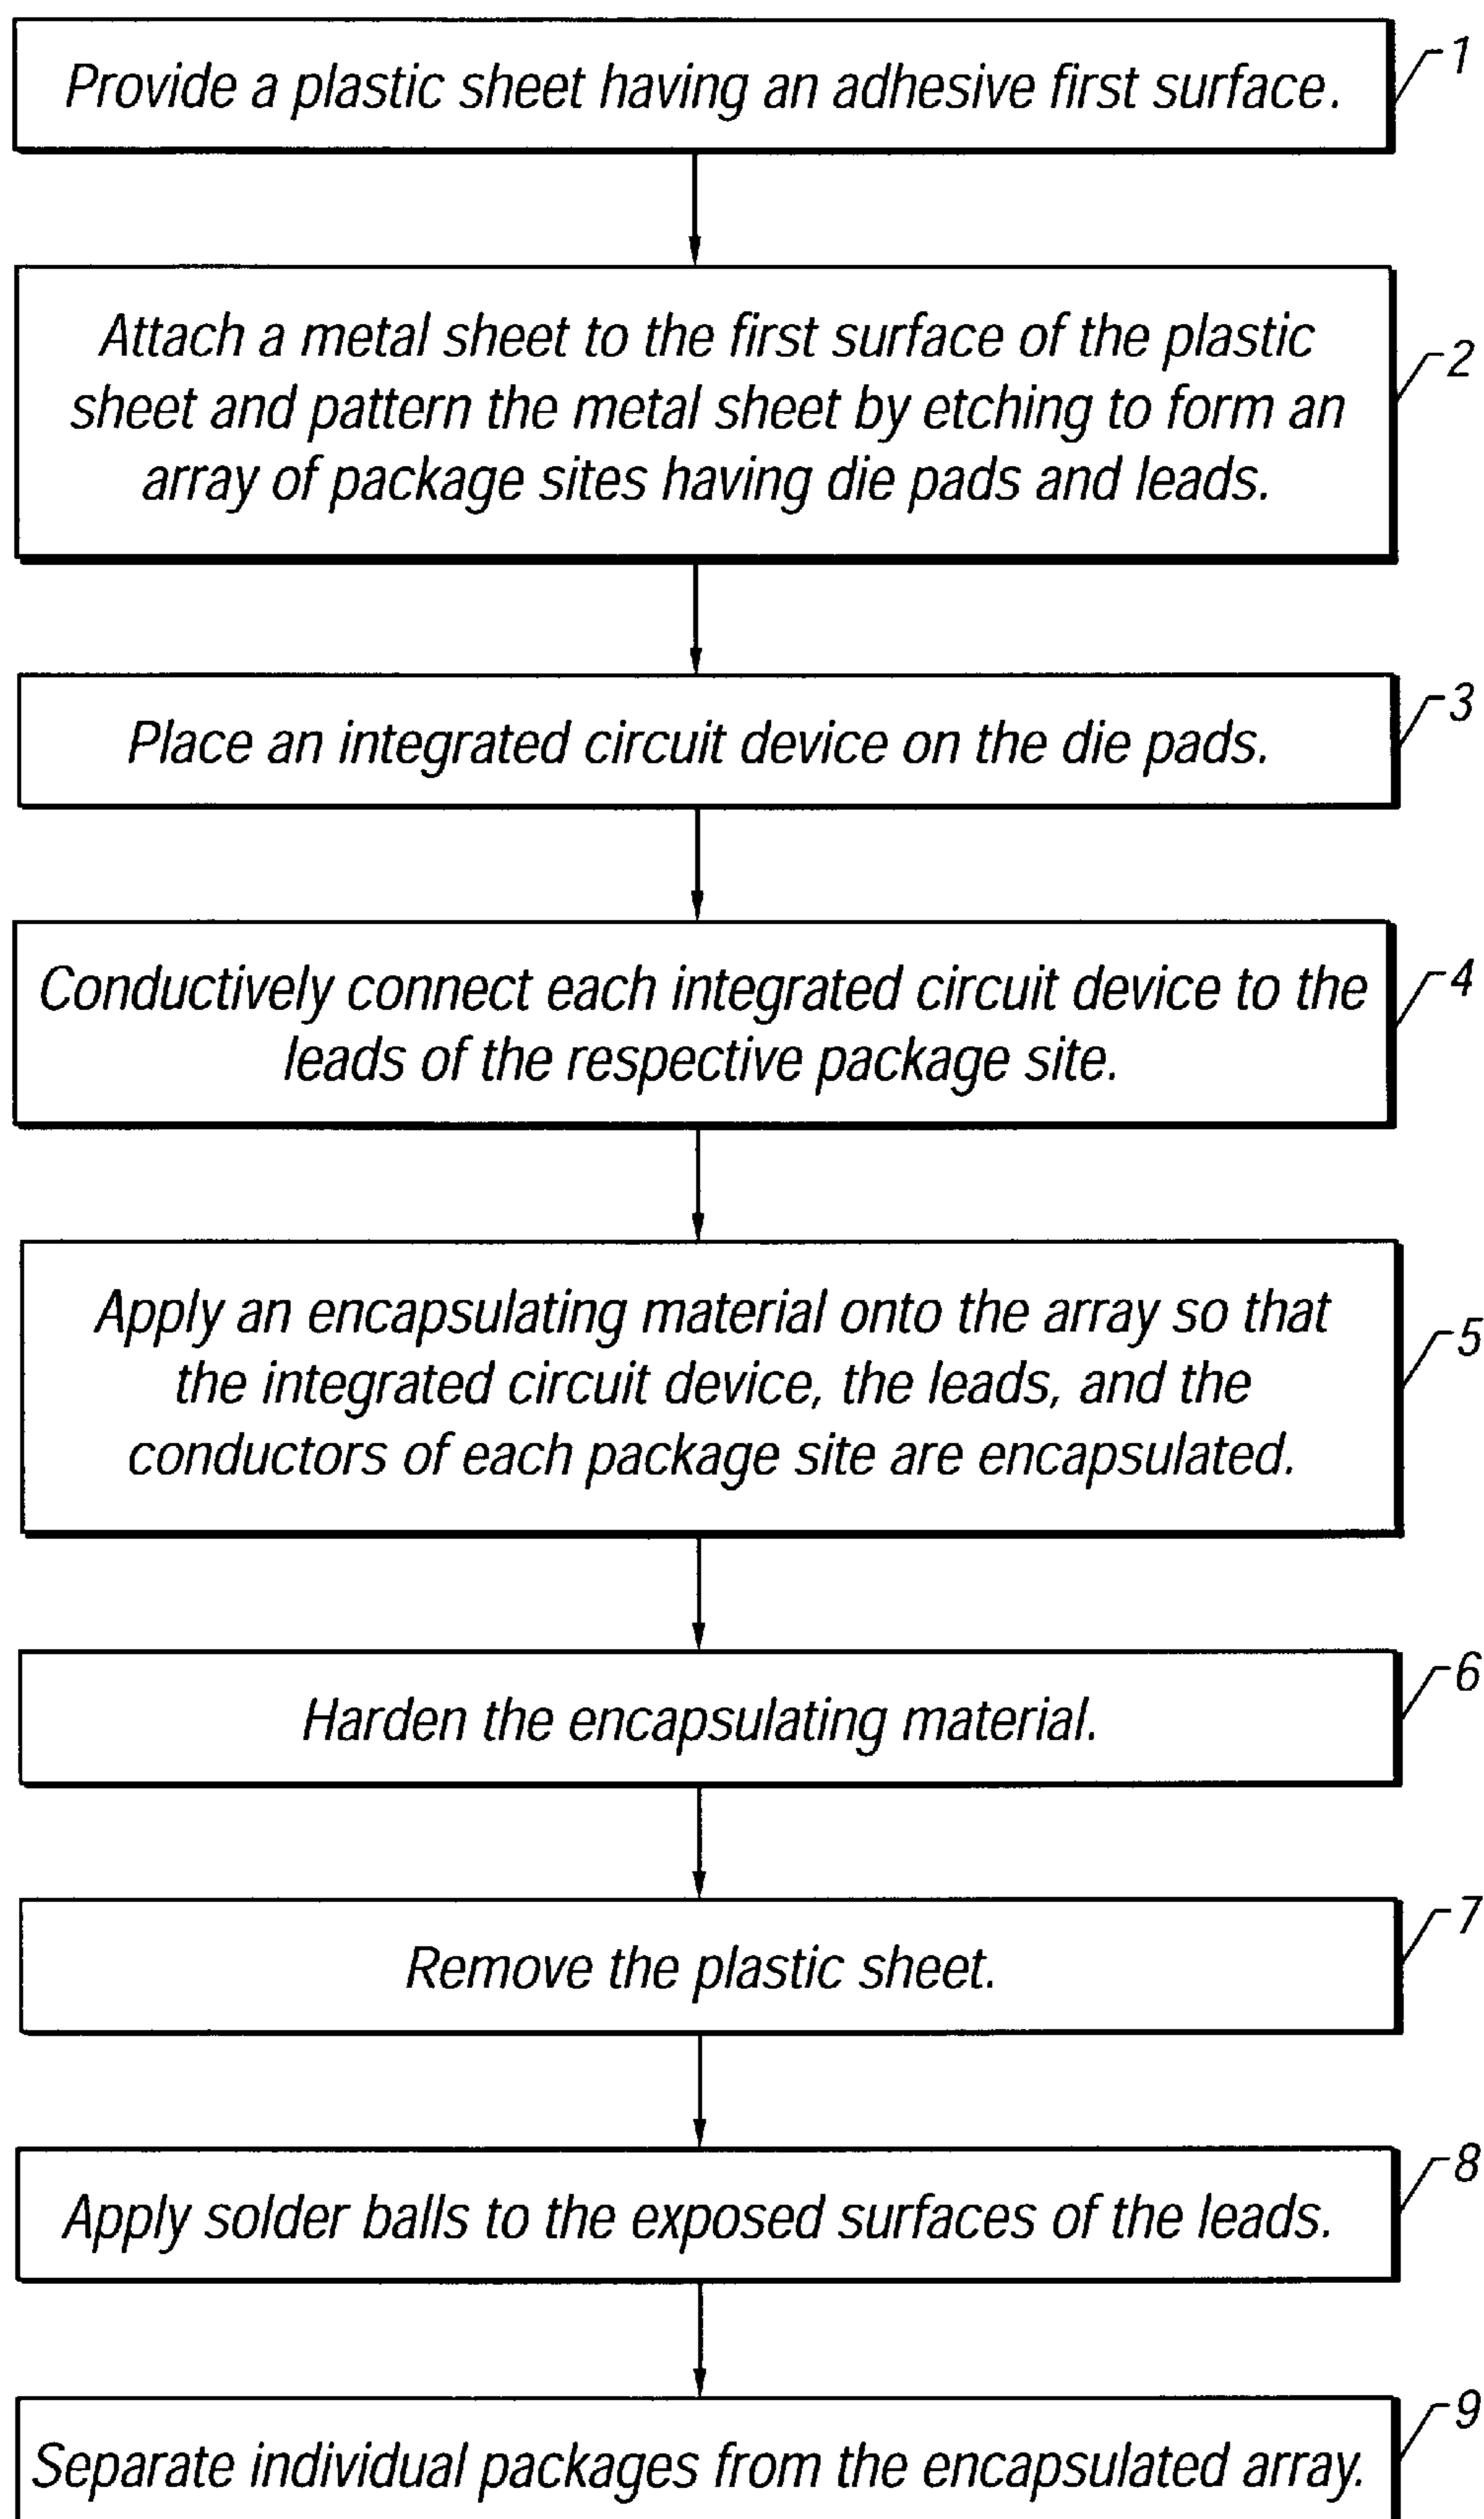 Provide a plastic sheet having an adhesive first surface.
1
Attach a metal sheet to the first surface of the plastic
sheet and pattern the metal sheet by etching to form an
array of package sites having die pads and leads.
2
Place an integrated circuit device on the die pads.
3
Conductively connect each integrated circuit device to the
leads of the respective package site.
4
Apply an encapsulating material onto the array so that
the integrated circuit device, the leads, and the
conductors of each package site are encapsulated.
5
Harden the encapsulating material.
6
Remove the plastic sheet.
7
Apply solder balls to the exposed surfaces of the leads.
8
Separate individual packages from the encapsulated array.
9